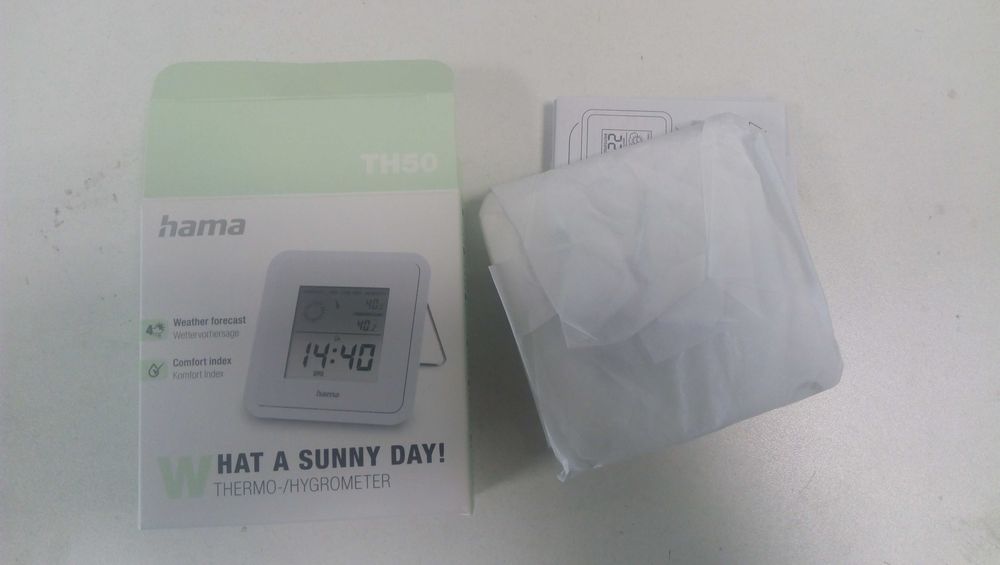 TH50
hama
Weather forecast
Wettervorhersage
Comfort index
Komfort Index
14:40
hama
WHAT A SUNNY DAY!
THERMO-/HYGROMETER